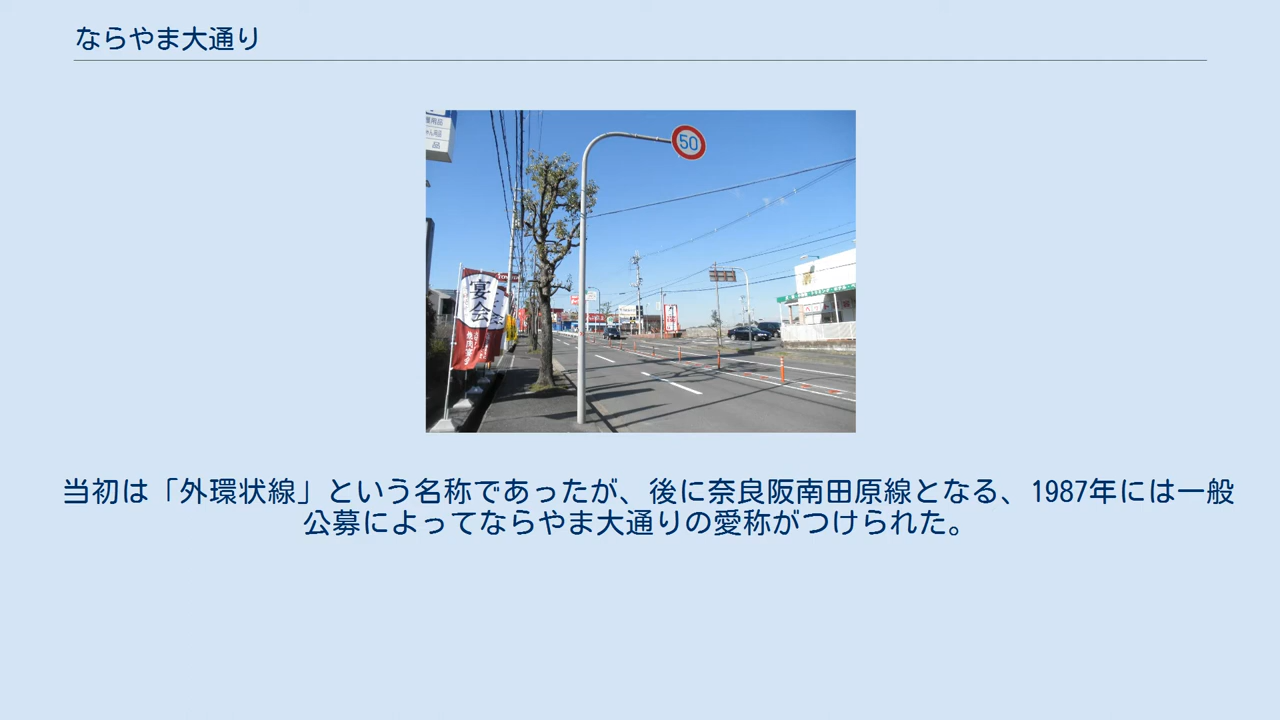 ならやま大通り
品
50
宴会
当初は「外環状線」という名称であったが、後に奈良阪南田原線となる、1987年には一般
公募によってならやま大通りの愛称がつけられた。